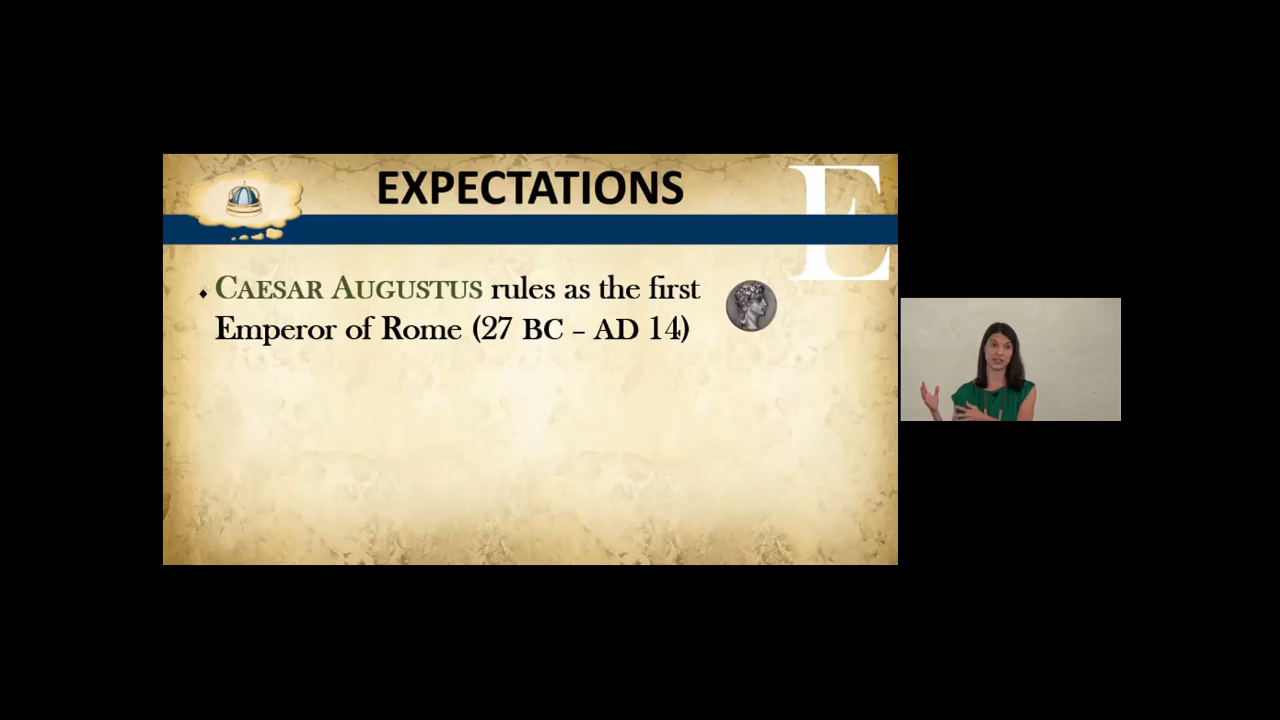 EXPECTATIONS
E
⬧ CAESAR AUGUSTUS rules as the first
Emperor of Rome (27 BC – AD 14)